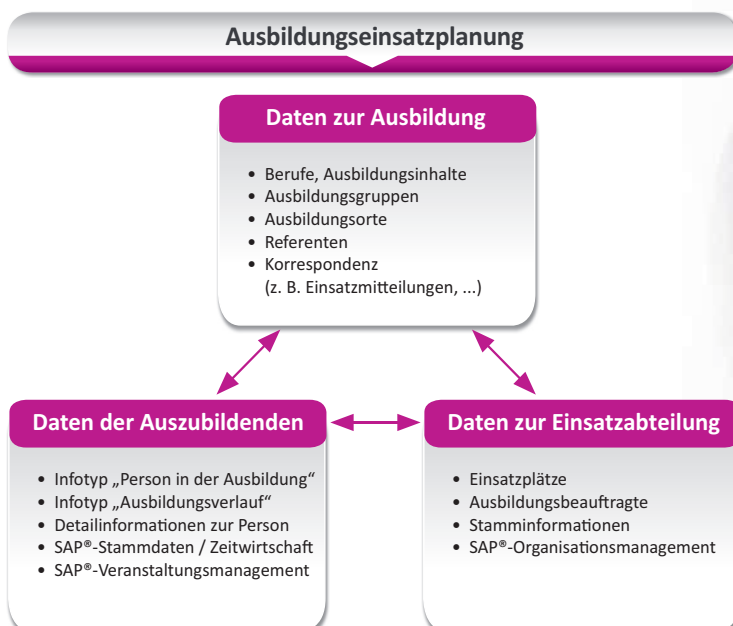 Ausbildungseinsatzplanung
Daten zur Ausbildung
• Berufe, Ausbildungsinhalte
• Ausbildungsgruppen
• Ausbildungsorte
• Referenten
• Korrespondenz
(z. B. Einsatzmitteilungen, ...)
Daten der Auszubildenden
• Infotyp „Person in der Ausbildung“
• Infotyp „Ausbildungsverlauf“
• Detailinformationen zur Person
• SAP®-Stammdaten / Zeitwirtschaft
• SAP®-Veranstaltungsmanagement
Daten zur Einsatzabteilung
• Einsatzplätze
• Ausbildungsbeauftragte
• Stamminformationen
• SAP®-Organisationsmanagement